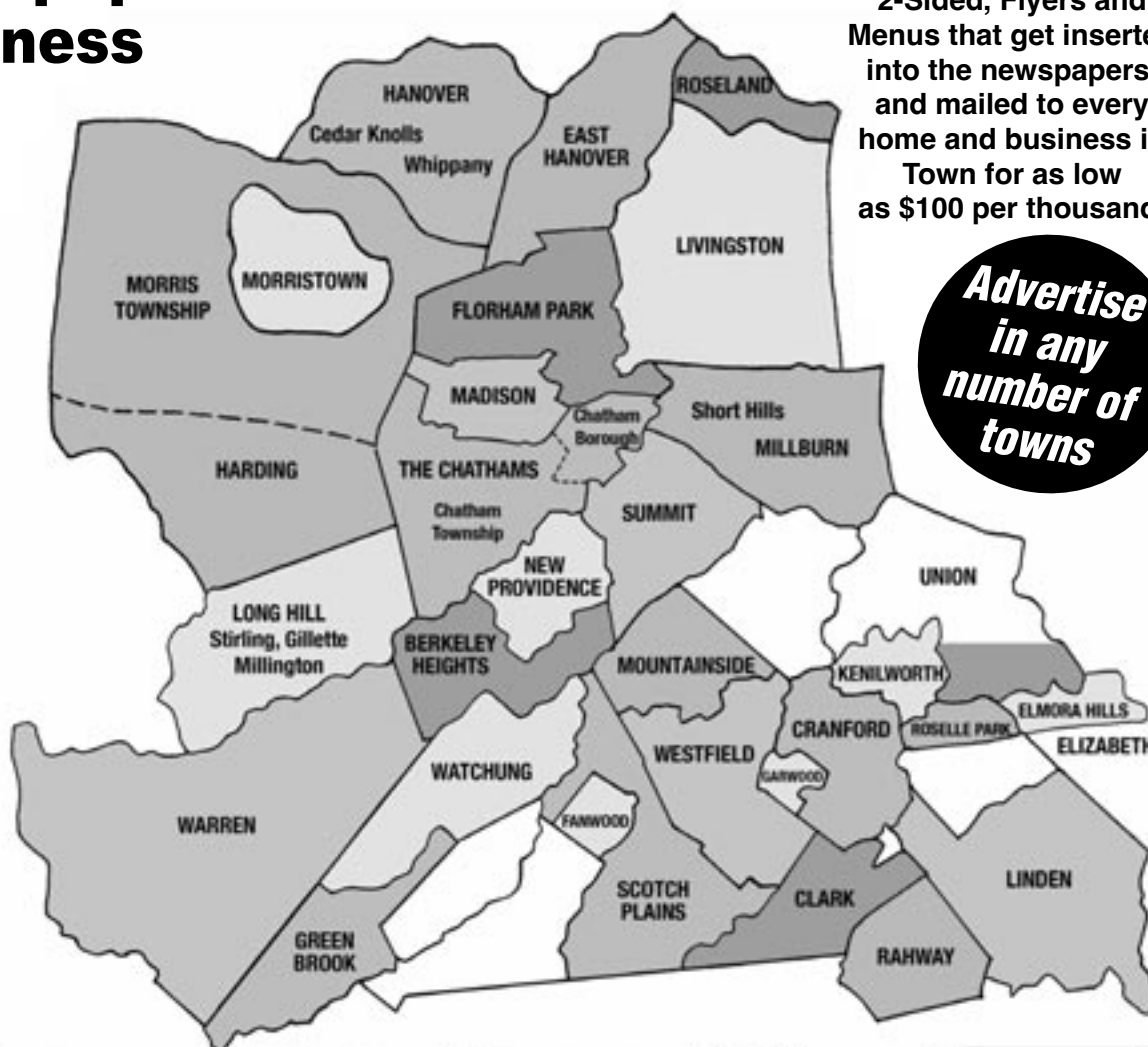 ness
2-Sided, Flyers and
Menus that get inserte
into the newspapers
and mailed to every
home and business i
Town for as low
as $100 per thousand
Advertise
in any
number of
towns
HANOVER
Cedar Knolls
Whippany
EAST
HANOVER
ROSELAND
LIVINGSTON
MORRIS
TOWNSHIP
MORRISTOWN
FLORHAM PARK
MADISON
Chatham
Borough
Short Hills
MILLBURN
HARDING
THE CHATHAMS
Chatham
Township
SUMMIT
NEW
PROVIDENCE
UNION
LONG HILL
Stirling, Gillette
Millington
BERKELEY
HEIGHTS
MOUNTAINSIDE
KENILWORTH
ELMORA HILLS
CRANFORD
ROSELLE PARK
ELIZABETH
WESTFIELD
GARWOOD
WATCHUNG
WARREN
FANWOOD
SCOTCH
PLAINS
CLARK
LINDEN
GREEN
BROOK
RAHWAY